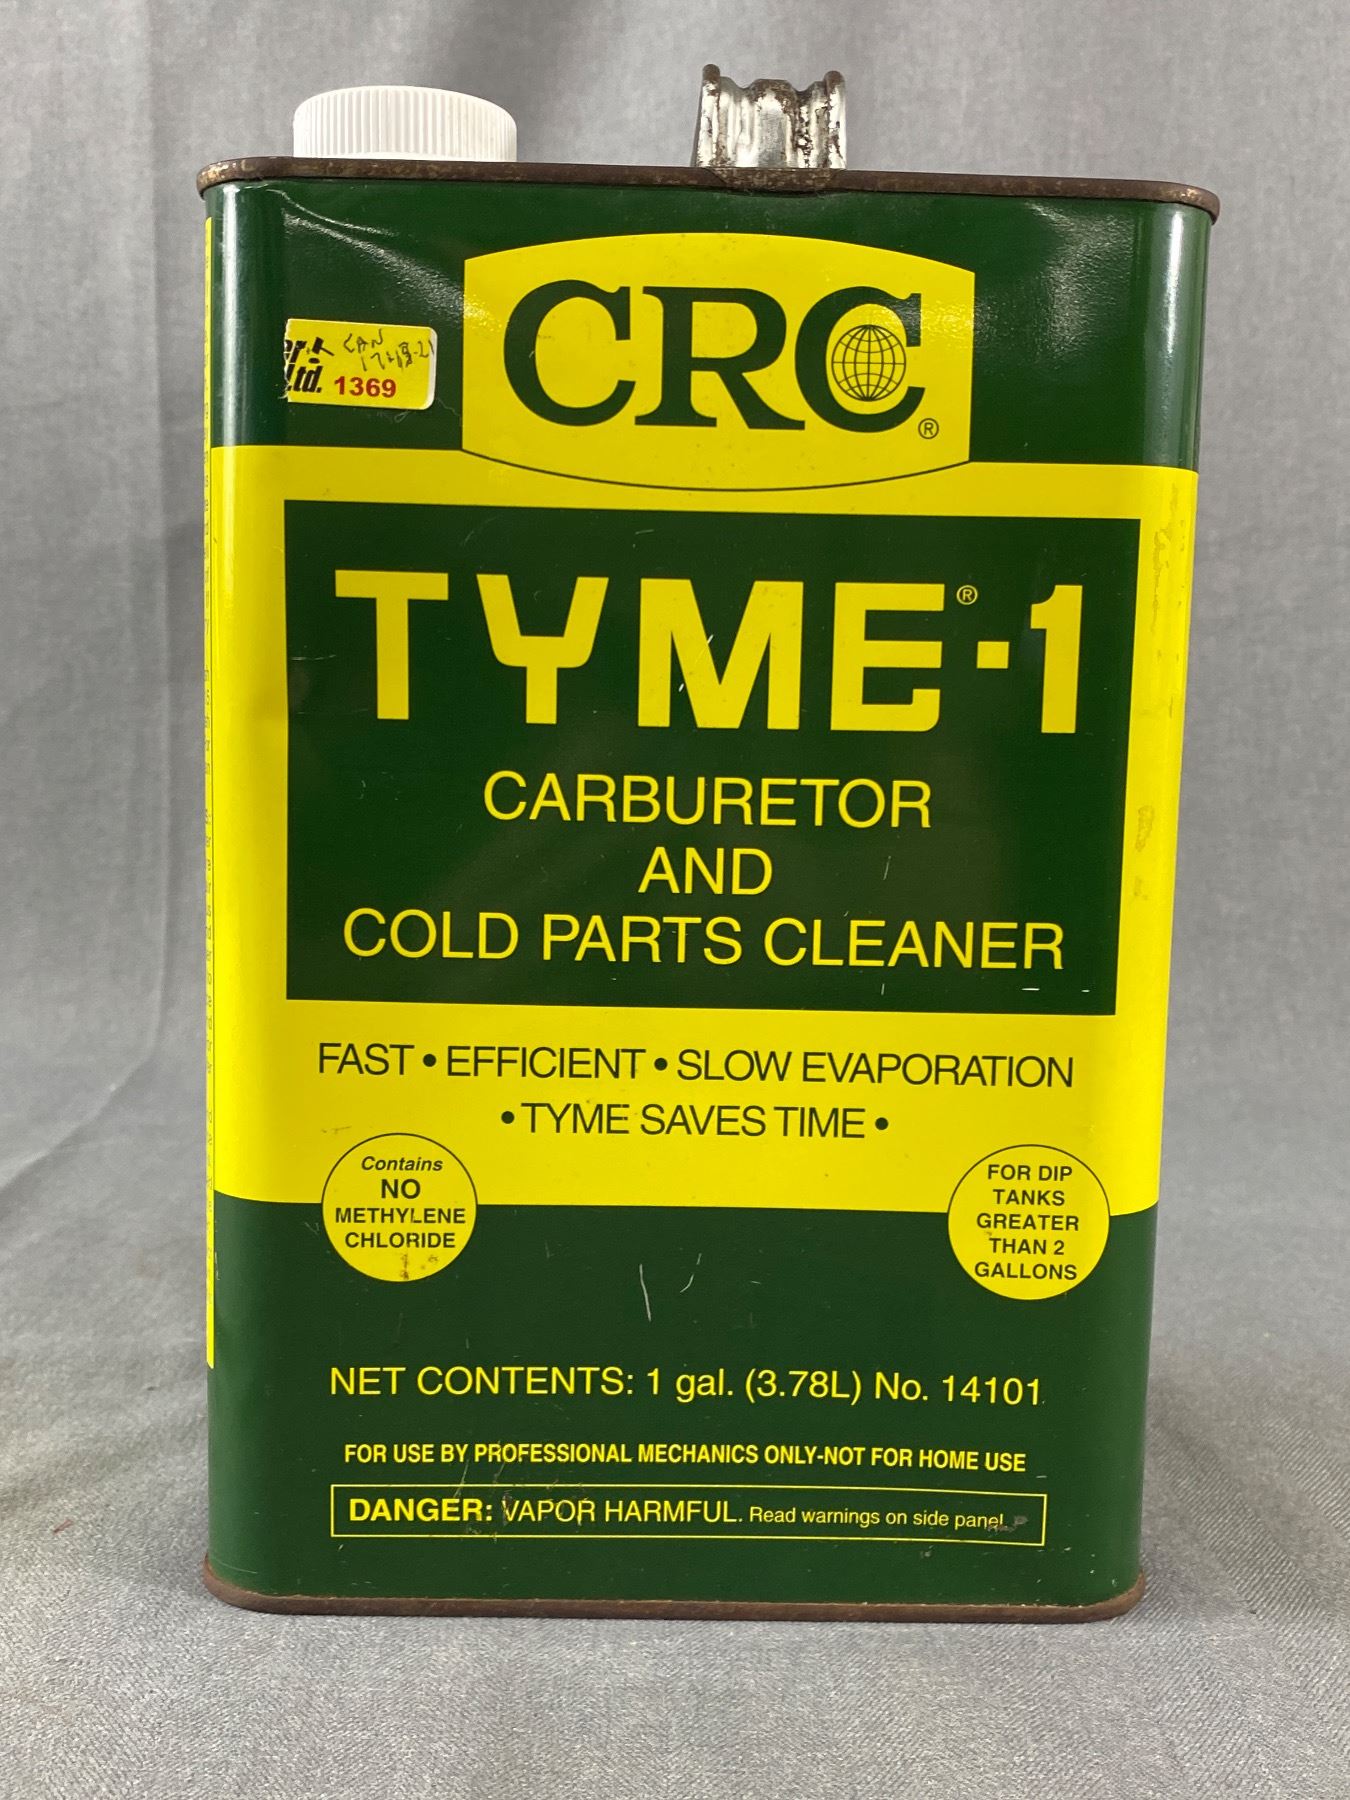 CRC®
Ltd. 1369
CAN
TYME®-1
CARBURETOR
AND
COLD PARTS CLEANER
FAST • EFFICIENT • SLOW EVAPORATION
• TYME SAVES TIME •
Contains
NO
METHYLENE
CHLORIDE
FOR DIP
TANKS
GREATER
THAN 2
GALLONS
NET CONTENTS: 1 gal. (3.78L) No. 14101
FOR USE BY PROFESSIONAL MECHANICS ONLY-NOT FOR HOME USE
DANGER: VAPOR HARMFUL. Read warnings on side panel